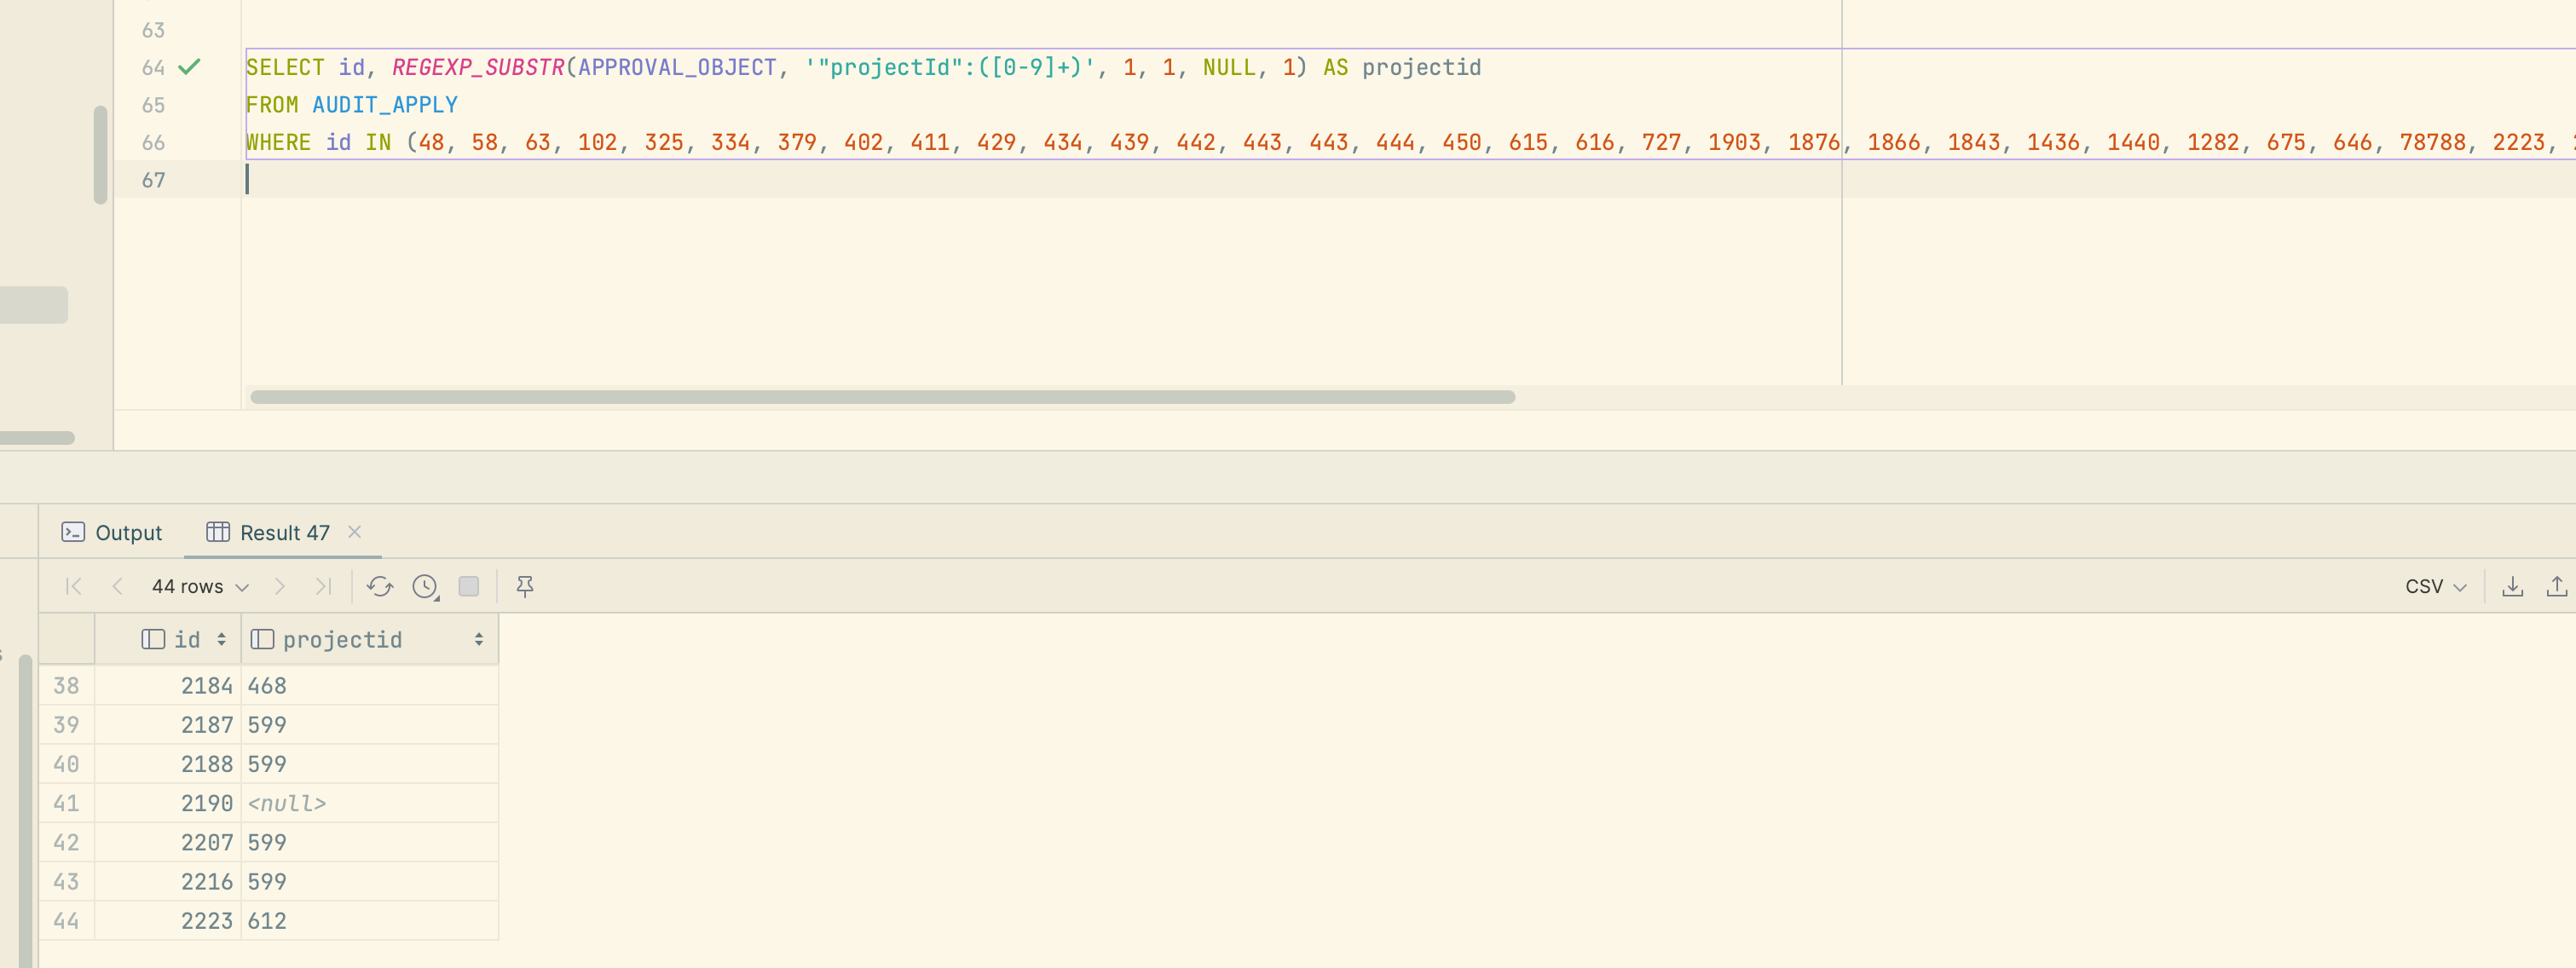 63
64 SELECT id, REGEXP_SUBSTR(APPROVAL_OBJECT, '"projectId":([0-9]+)', 1, 1, NULL, 1) AS projectid
65 FROM AUDIT_APPLY
66 WHERE id IN (48, 58, 63, 102, 325, 334, 379, 402, 411, 429, 434, 439, 442, 443, 443, 444, 450, 615, 616, 727, 1903, 1876, 1866, 1843, 1436, 1440, 1282, 675, 646, 78788, 2223,
67
Output Result 47
44 rows CSV
id projectid
38 2184 468
39 2187 599
40 2188 599
41 2190 <null>
42 2207 599
43 2216 599
44 2223 612